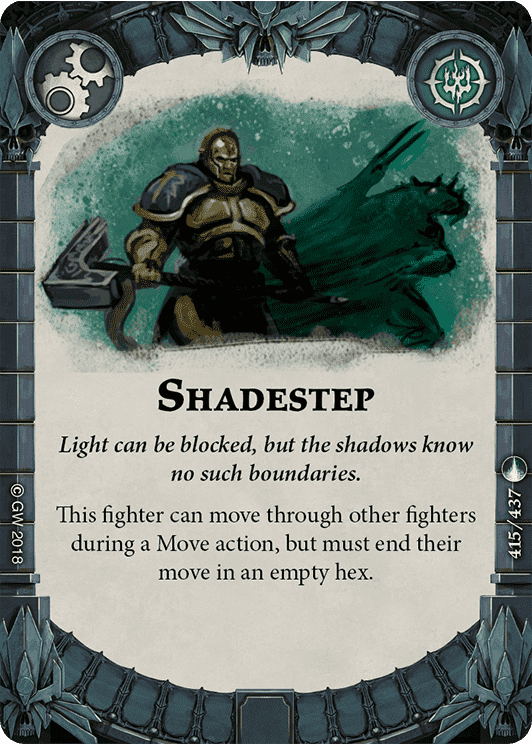 Shadestep
Light can be blocked, but the shadows know
no such boundaries.
This fighter can move through other fighters
during a Move action, but must end their
move in an empty hex.
© GW 2018
415/437